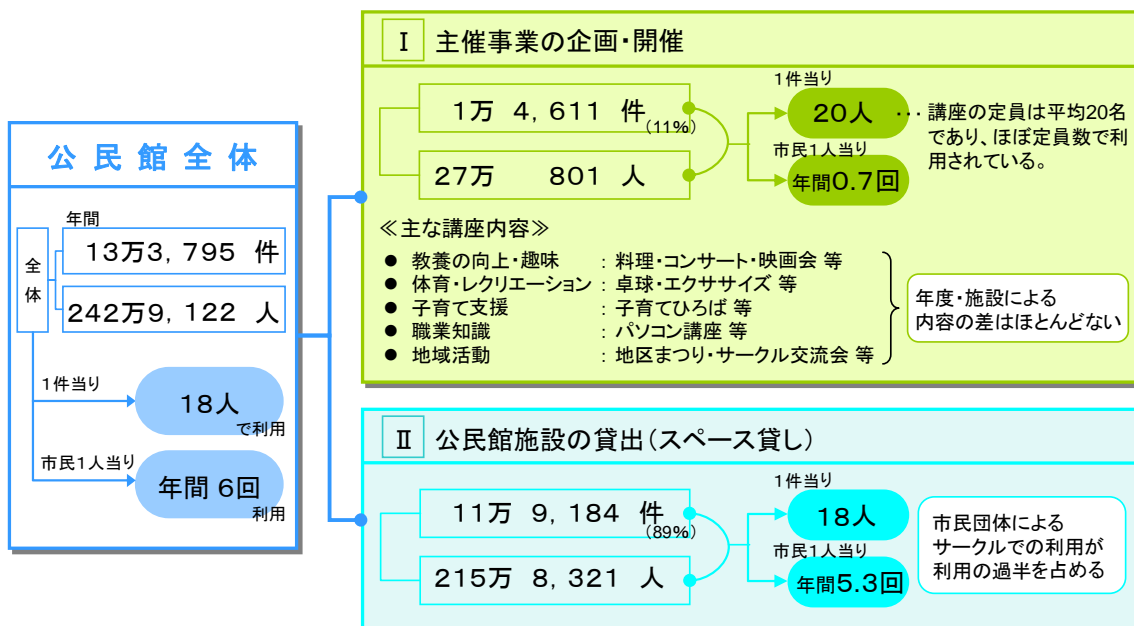 公民館全体
年間
全体
13万3,795 件
242万9,122 人
1件当り
18人
で利用
市民1人当り
年間 6回
利用
Ⅰ 主催事業の企画・開催
1万 4,611 件
(11%)
27万 801 人
1件当り
20人
市民1人当り
年間0.7回
… 講座の定員は平均20名
であり、ほぼ定員数で利
用されている。
≪主な講座内容≫
● 教養の向上・趣味 : 料理・コンサート・映画会 等
● 体育・レクリエーション : 卓球・エクササイズ 等
● 子育て支援 : 子育てひろば 等
● 職業知識 : パソコン講座 等
● 地域活動 : 地区まつり・サークル交流会 等
年度・施設による
内容の差はほとんどない
Ⅱ 公民館施設の貸出(スペース貸し)
11万 9,184 件
(89%)
215万 8,321 人
1件当り
18人
市民1人当り
年間5.3回
市民団体による
サークルでの利用が
利用の過半を占める